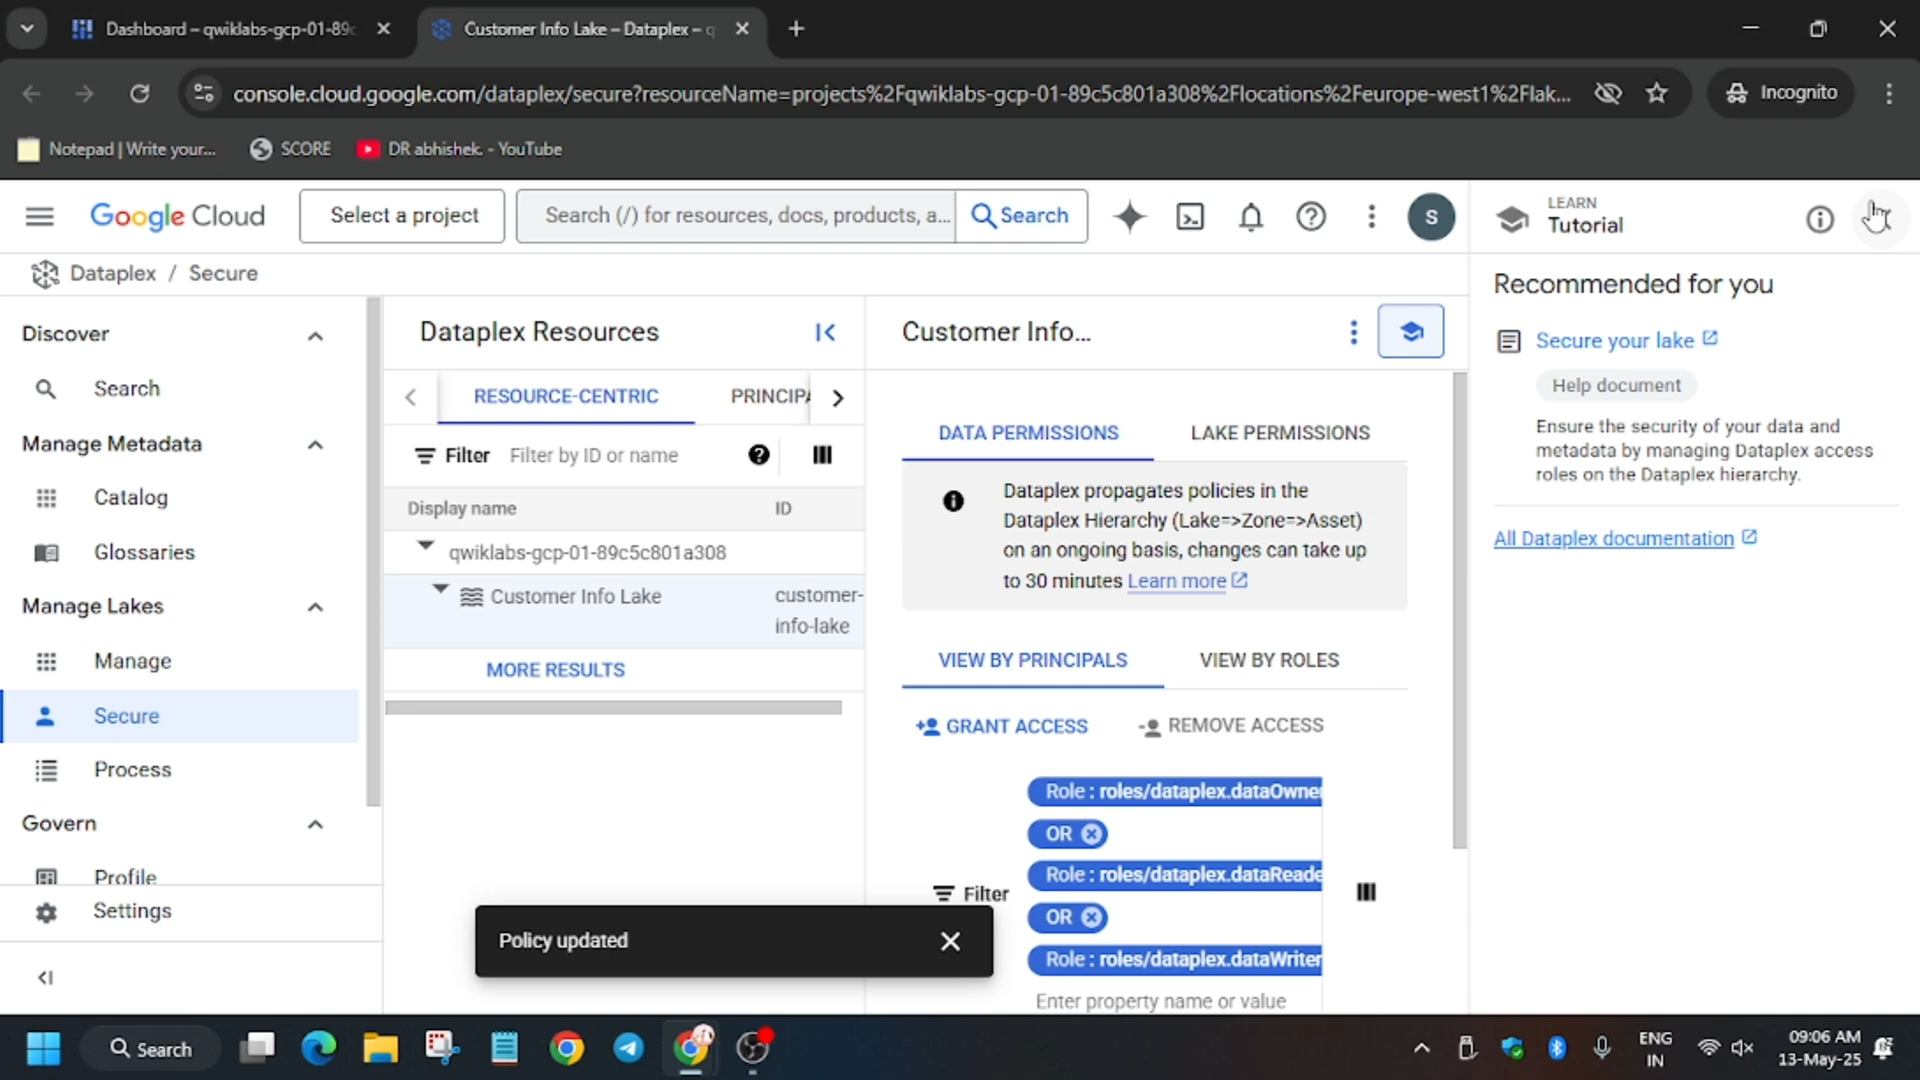 Dashboard – qwiklabs-gcp-01-89c
Customer Info Lake – Dataplex – q
console.cloud.google.com/dataplex/secure?resourceName=projects%2Fqwiklabs-gcp-01-89c5c801a308%2Flocations%2Feurope-west1%2Flak...
Incognito
Notepad | Write your...
SCORE
DR abhishek. - YouTube
Google Cloud
Select a project
Search (/) for resources, docs, products, a...
Search
S
LEARN
Tutorial
Dataplex / Secure
Discover
Search
Manage Metadata
Catalog
Glossaries
Manage Lakes
Manage
Secure
Process
Govern
Profile
Settings
Dataplex Resources
RESOURCE-CENTRIC
PRINCIPA
Filter
Filter by ID or name
Display name
ID
qwiklabs-gcp-01-89c5c801a308
Customer Info Lake
customer-
info-lake
MORE RESULTS
Customer Info...
DATA PERMISSIONS
LAKE PERMISSIONS
Dataplex propagates policies in the
Dataplex Hierarchy (Lake=>Zone=>Asset)
on an ongoing basis, changes can take up
to 30 minutes Learn more
VIEW BY PRINCIPALS
VIEW BY ROLES
GRANT ACCESS
REMOVE ACCESS
Filter
Role : roles/dataplex.dataOwner
OR
Role : roles/dataplex.dataReade
OR
Role : roles/dataplex.dataWriter
Enter property name or value
Policy updated
Recommended for you
Secure your lake
Help document
Ensure the security of your data and
metadata by managing Dataplex access
roles on the Dataplex hierarchy.
All Dataplex documentation
Search
ENG
IN
09:06 AM
13-May-25